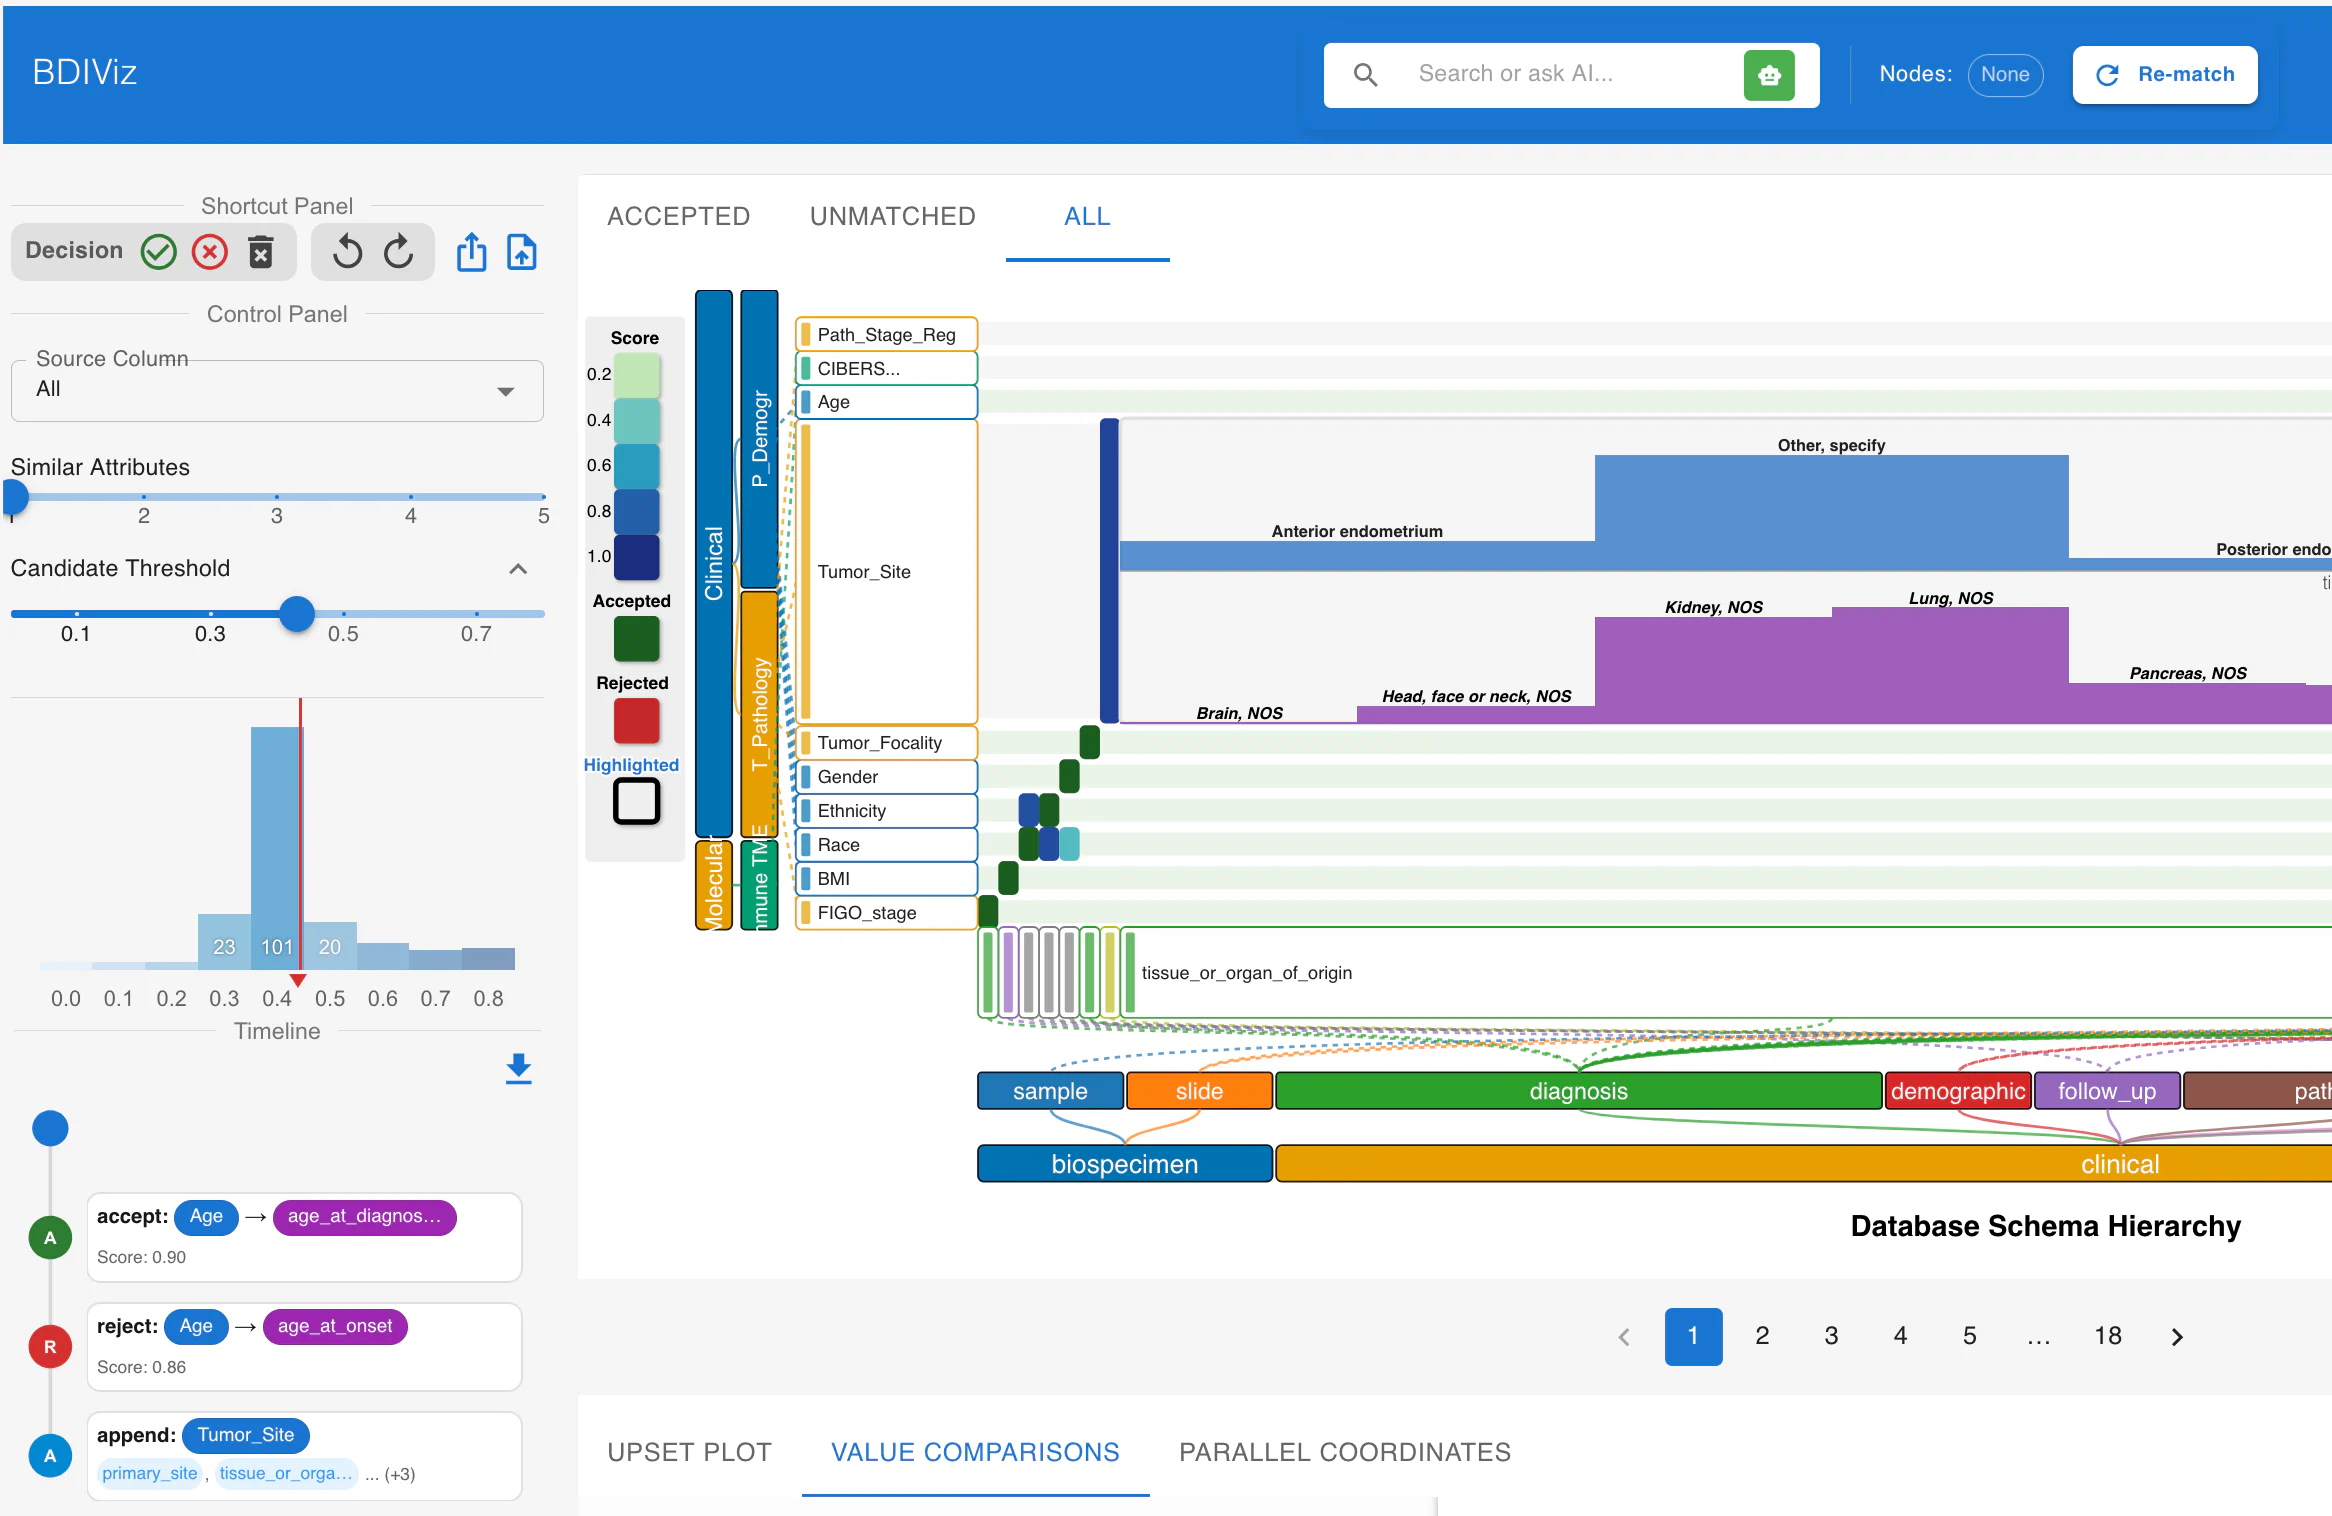 BDIViz
Search or ask AI...
Nodes: None
Re-match
Shortcut Panel
Decision
Control Panel
Source Column
All
Similar Attributes
1 2 3 4 5
Candidate Threshold
0.1 0.3 0.5 0.7
23 101 20
0.0 0.1 0.2 0.3 0.4 0.5 0.6 0.7 0.8
Timeline
accept: Age → age_at_diagnos...
Score: 0.90
A
reject: Age → age_at_onset
Score: 0.86
R
append: Tumor_Site
primary_site , tissue_or_orga... ... (+3)
A
ACCEPTED UNMATCHED ALL
Score
0.2
0.4
0.6
0.8
1.0
Accepted
Rejected
Highlighted
Clinical
P_Demogr
T_Pathology
Molecular
mmune TME
Path_Stage_Reg
CIBERS...
Age
Tumor_Site
Tumor_Focality
Gender
Ethnicity
Race
BMI
FIGO_stage
Other, specify
Anterior endometrium
Posterior endo
ti
Kidney, NOS
Lung, NOS
Pancreas, NOS
Head, face or neck, NOS
Brain, NOS
tissue_or_organ_of_origin
sample slide diagnosis demographic follow_up path
biospecimen clinical
Database Schema Hierarchy
1 2 3 4 5 ... 18
UPSET PLOT VALUE COMPARISONS PARALLEL COORDINATES